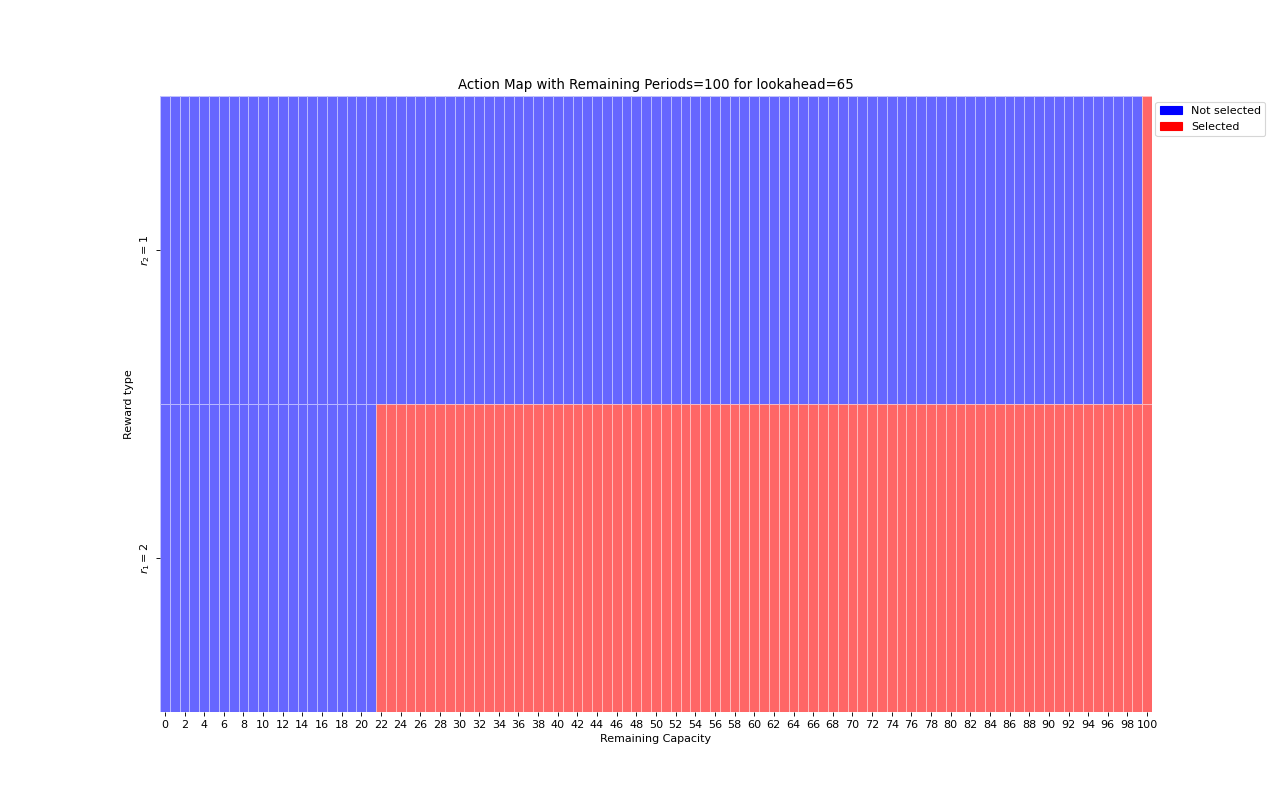 Action Map with Remaining Periods=100 for lookahead=65
Not selected
Selected
r₂ = 1
Reward type
r₁ = 2
0 2 4 6 8 10 12 14 16 18 20 22 24 26 28 30 32 34 36 38 40 42 44 46 48 50 52 54 56 58 60 62 64 66 68 70 72 74 76 78 80 82 84 86 88 90 92 94 96 98 100
Remaining Capacity